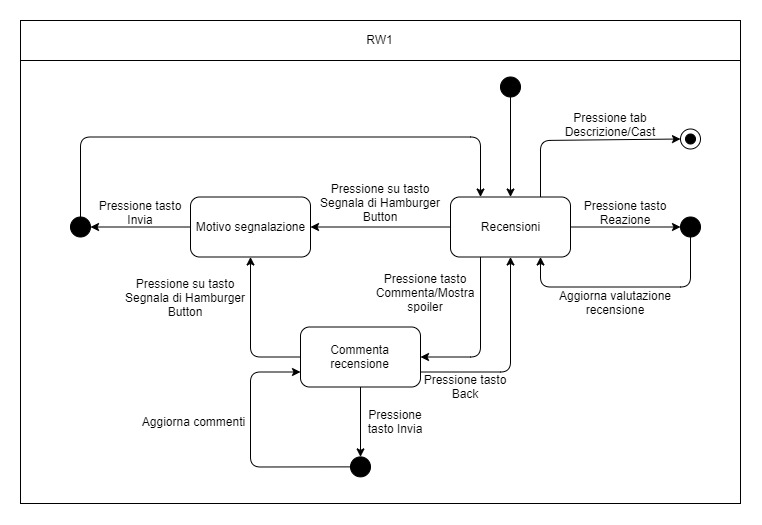 RW1
Pressione tab
Descrizione/Cast
Pressione su tasto
Segnala di Hamburger
Button
Pressione tasto
Invia
Motivo segnalazione
Recensioni
Pressione tasto
Reazione
Pressione su tasto
Segnala di Hamburger
Button
Pressione tasto
Commenta/Mostra
spoiler
Aggiorna valutazione
recensione
Commenta
recensione
Pressione tasto
Back
Aggiorna commenti
Pressione
tasto Invia